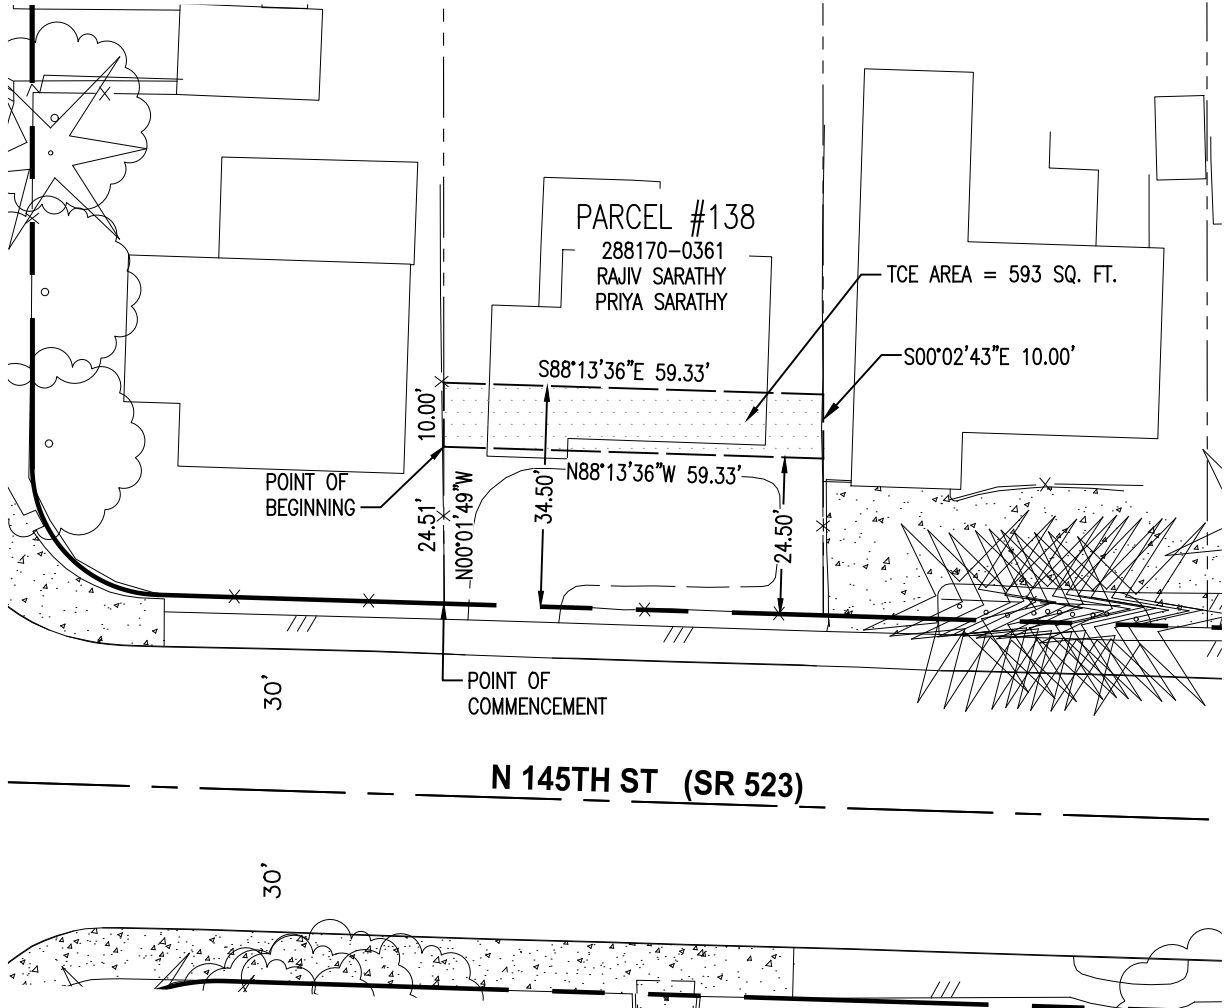 PARCEL #138
288170-0361
RAJIV SARATHY
PRIYA SARATHY
TCE AREA = 593 SQ. FT.
S00°02'43"E 10.00'
S88°13'36"E 59.33'
10.00'
N88°13'36"W 59.33'
POINT OF
BEGINNING
24.51'
N00°01'49"W
34.50'
24.50'
POINT OF
COMMENCEMENT
30'
N 145TH ST (SR 523)
30'